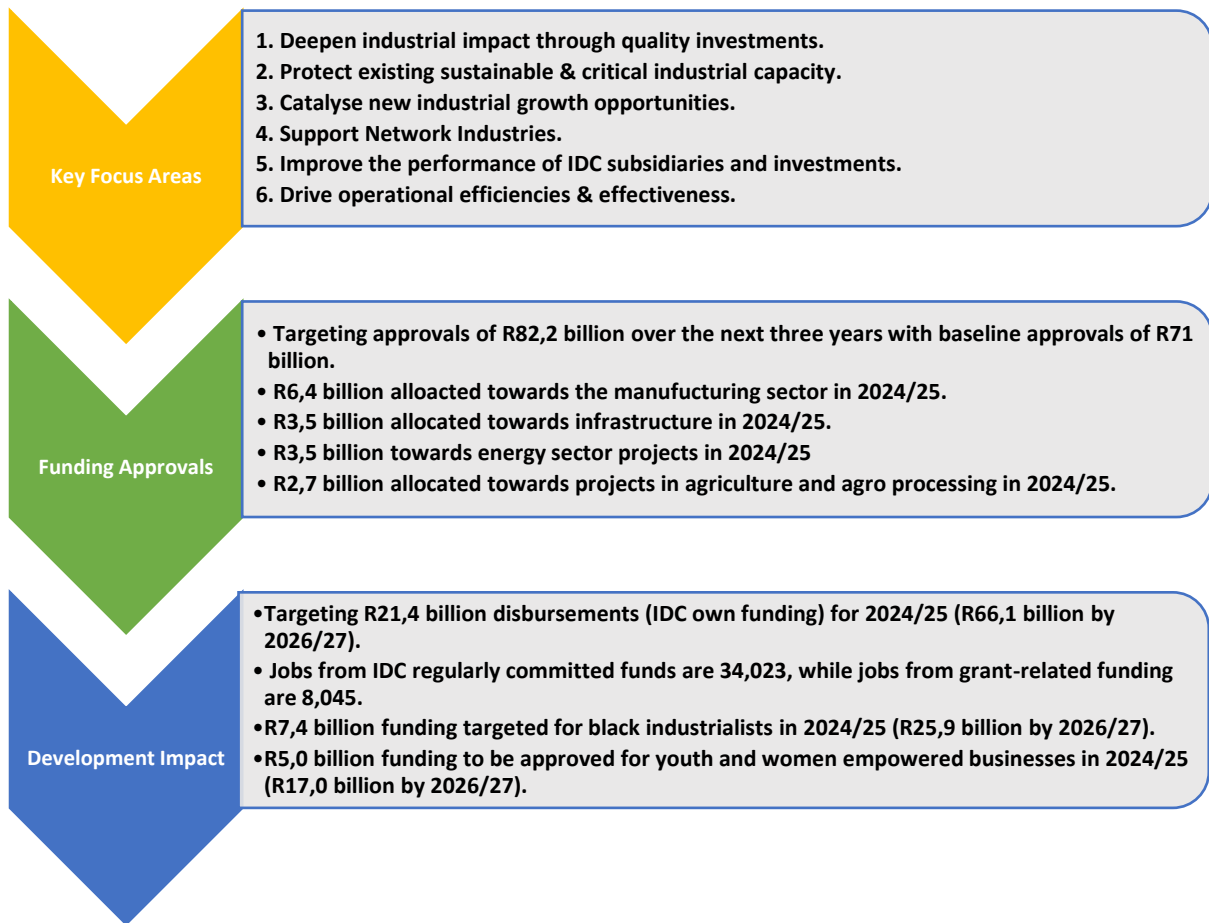 Key Focus Areas
1. Deepen industrial impact through quality investments.
2. Protect existing sustainable & critical industrial capacity.
3. Catalyse new industrial growth opportunities.
4. Support Network Industries.
5. Improve the performance of IDC subsidiaries and investments.
6. Drive operational efficiencies & effectiveness.
Funding Approvals
• Targeting approvals of R82,2 billion over the next three years with baseline approvals of R71
billion.
• R6,4 billion alloacted towards the manufucturing sector in 2024/25.
• R3,5 billion allocated towards infrastructure in 2024/25.
• R3,5 billion towards energy sector projects in 2024/25
• R2,7 billion allocated towards projects in agriculture and agro processing in 2024/25.
Development Impact
•Targeting R21,4 billion disbursements (IDC own funding) for 2024/25 (R66,1 billion by
2026/27).
• Jobs from IDC regularly committed funds are 34,023, while jobs from grant-related funding
are 8,045.
•R7,4 billion funding targeted for black industrialists in 2024/25 (R25,9 billion by 2026/27).
•R5,0 billion funding to be approved for youth and women empowered businesses in 2024/25
(R17,0 billion by 2026/27).